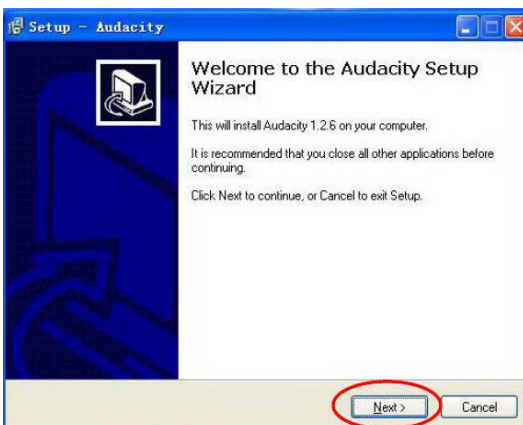 Setup - Audacity
Welcome to the Audacity Setup
Wizard
This will install Audacity 1.2.6 on your computer.
It is recommended that you close all other applications before
continuing.
Click Next to continue, or Cancel to exit Setup.
Next >
Cancel